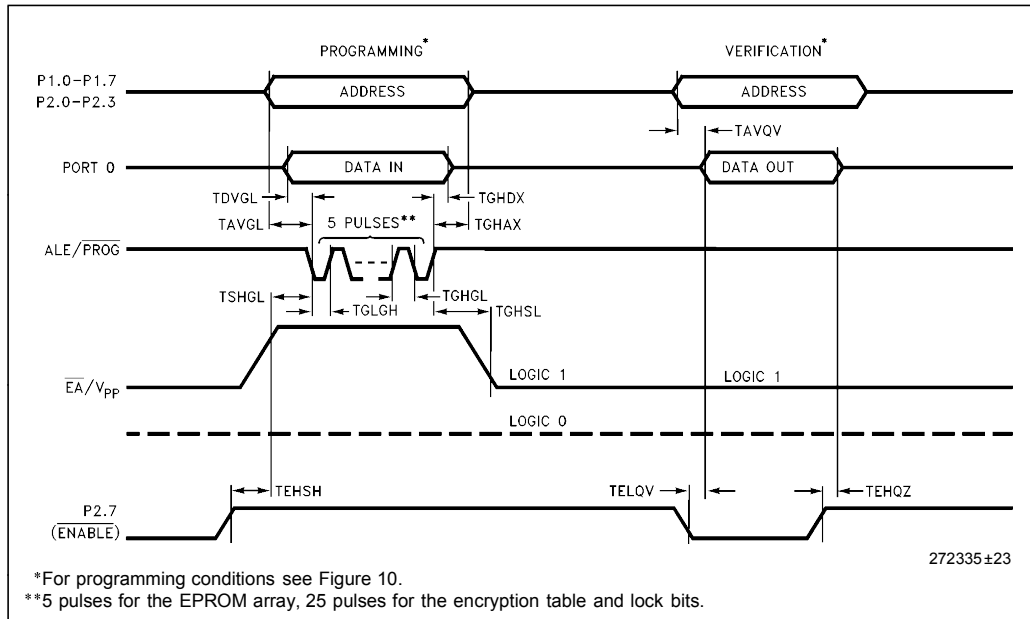 PROGRAMMING*
VERIFICATION*
P1.0–P1.7
P2.0–P2.3
ADDRESS
ADDRESS
TAVQV
PORT 0
DATA IN
DATA OUT
TDVGL
TGHDX
TAVGL
5 PULSES**
TGHAX
ALE/PROG
TSHGL
TGLGH
TGHGL
TGHSL
EA/VPP
LOGIC 1
LOGIC 1
LOGIC 0
TEHSH
TELQV
TEHQZ
P2.7
(ENABLE)
272335±23
*For programming conditions see Figure 10.
**5 pulses for the EPROM array, 25 pulses for the encryption table and lock bits.